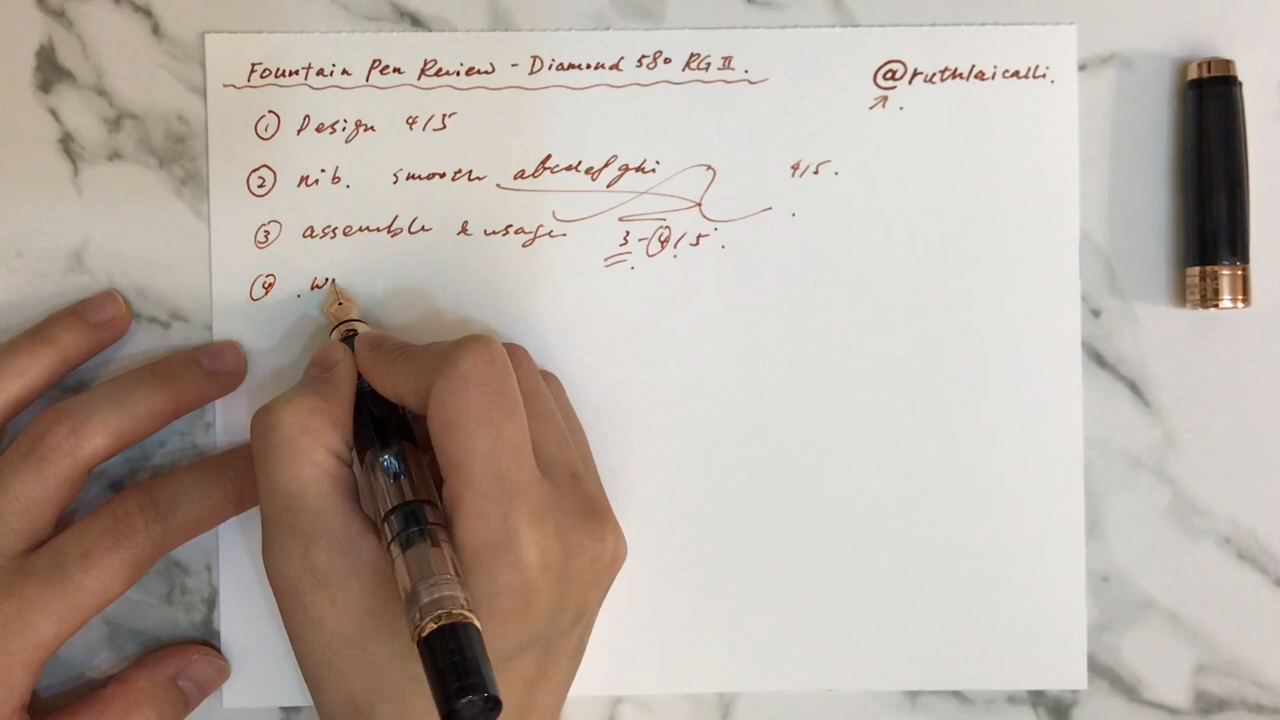 Fountain Pen Review - Diamond 580 RG II.
@ruthlaicalli.
① Design 4/5
② nib. smooth abcdefghi 4/5.
③ assemble & usage 3-④/5.
④ . w